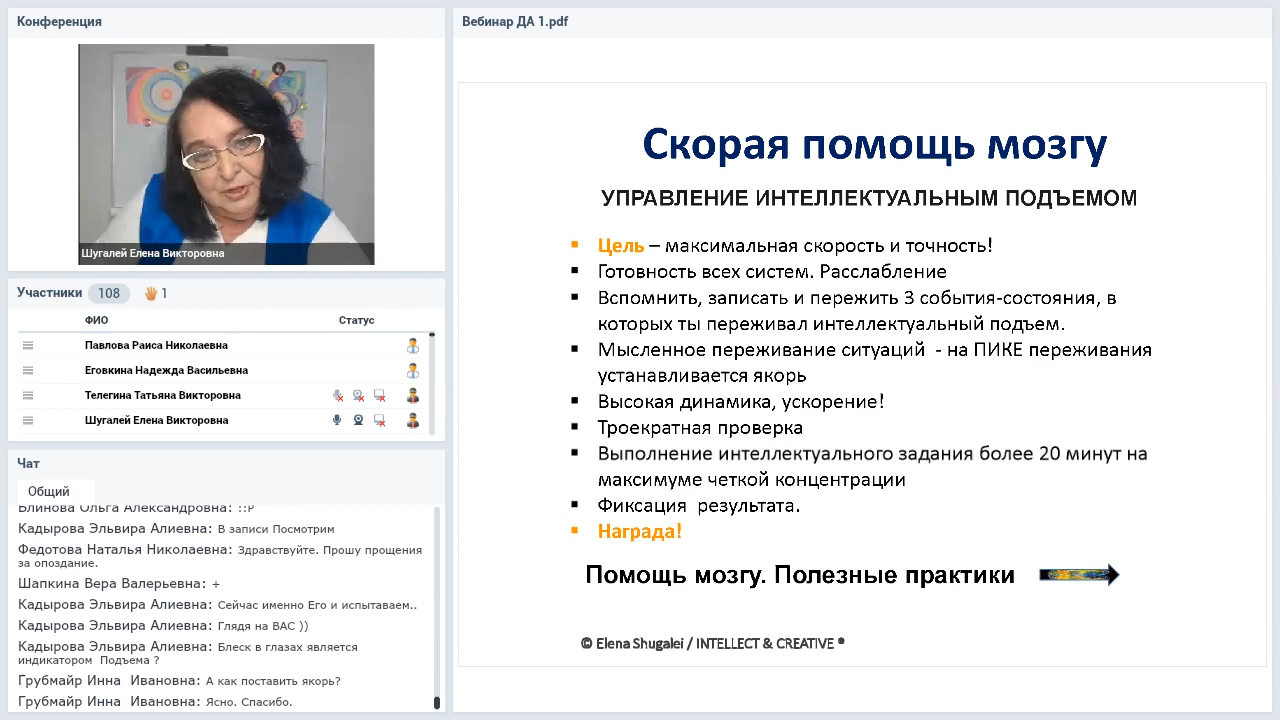 Конференция
Шугалей Елена Викторовна
Участники 108 1
ФИО Статус
Павлова Раиса Николаевна
Еговкина Надежда Васильевна
Телегина Татьяна Викторовна
Шугалей Елена Викторовна
Чат
Общий
Блинова Ольга Александровна: ::P
Кадырова Эльвира Алиевна: В записи Посмотрим
Федотова Наталья Николаевна: Здравствуйте. Прошу прощения
за опоздание.
Шапкина Вера Валерьевна: +
Кадырова Эльвира Алиевна: Сейчас именно Его и испытываем..
Кадырова Эльвира Алиевна: Глядя на ВАС ))
Кадырова Эльвира Алиевна: Блеск в глазах является
индикатором Подъема ?
Грубмайр Инна Ивановна: А как поставить якорь?
Грубмайр Инна Ивановна: Ясно. Спасибо.
Вебинар ДА 1.pdf
Скорая помощь мозгу
УПРАВЛЕНИЕ ИНТЕЛЛЕКТУАЛЬНЫМ ПОДЪЕМОМ
▪ Цель – максимальная скорость и точность!
▪ Готовность всех систем. Расслабление
▪ Вспомнить, записать и пережить 3 события-состояния, в
которых ты переживал интеллектуальный подъем.
▪ Мысленное переживание ситуаций - на ПИКЕ переживания
устанавливается якорь
▪ Высокая динамика, ускорение!
▪ Троекратная проверка
▪ Выполнение интеллектуального задания более 20 минут на
максимуме четкой концентрации
▪ Фиксация результата.
▪ Награда!
Помощь мозгу. Полезные практики
© Elena Shugalei / INTELLECT & CREATIVE ®